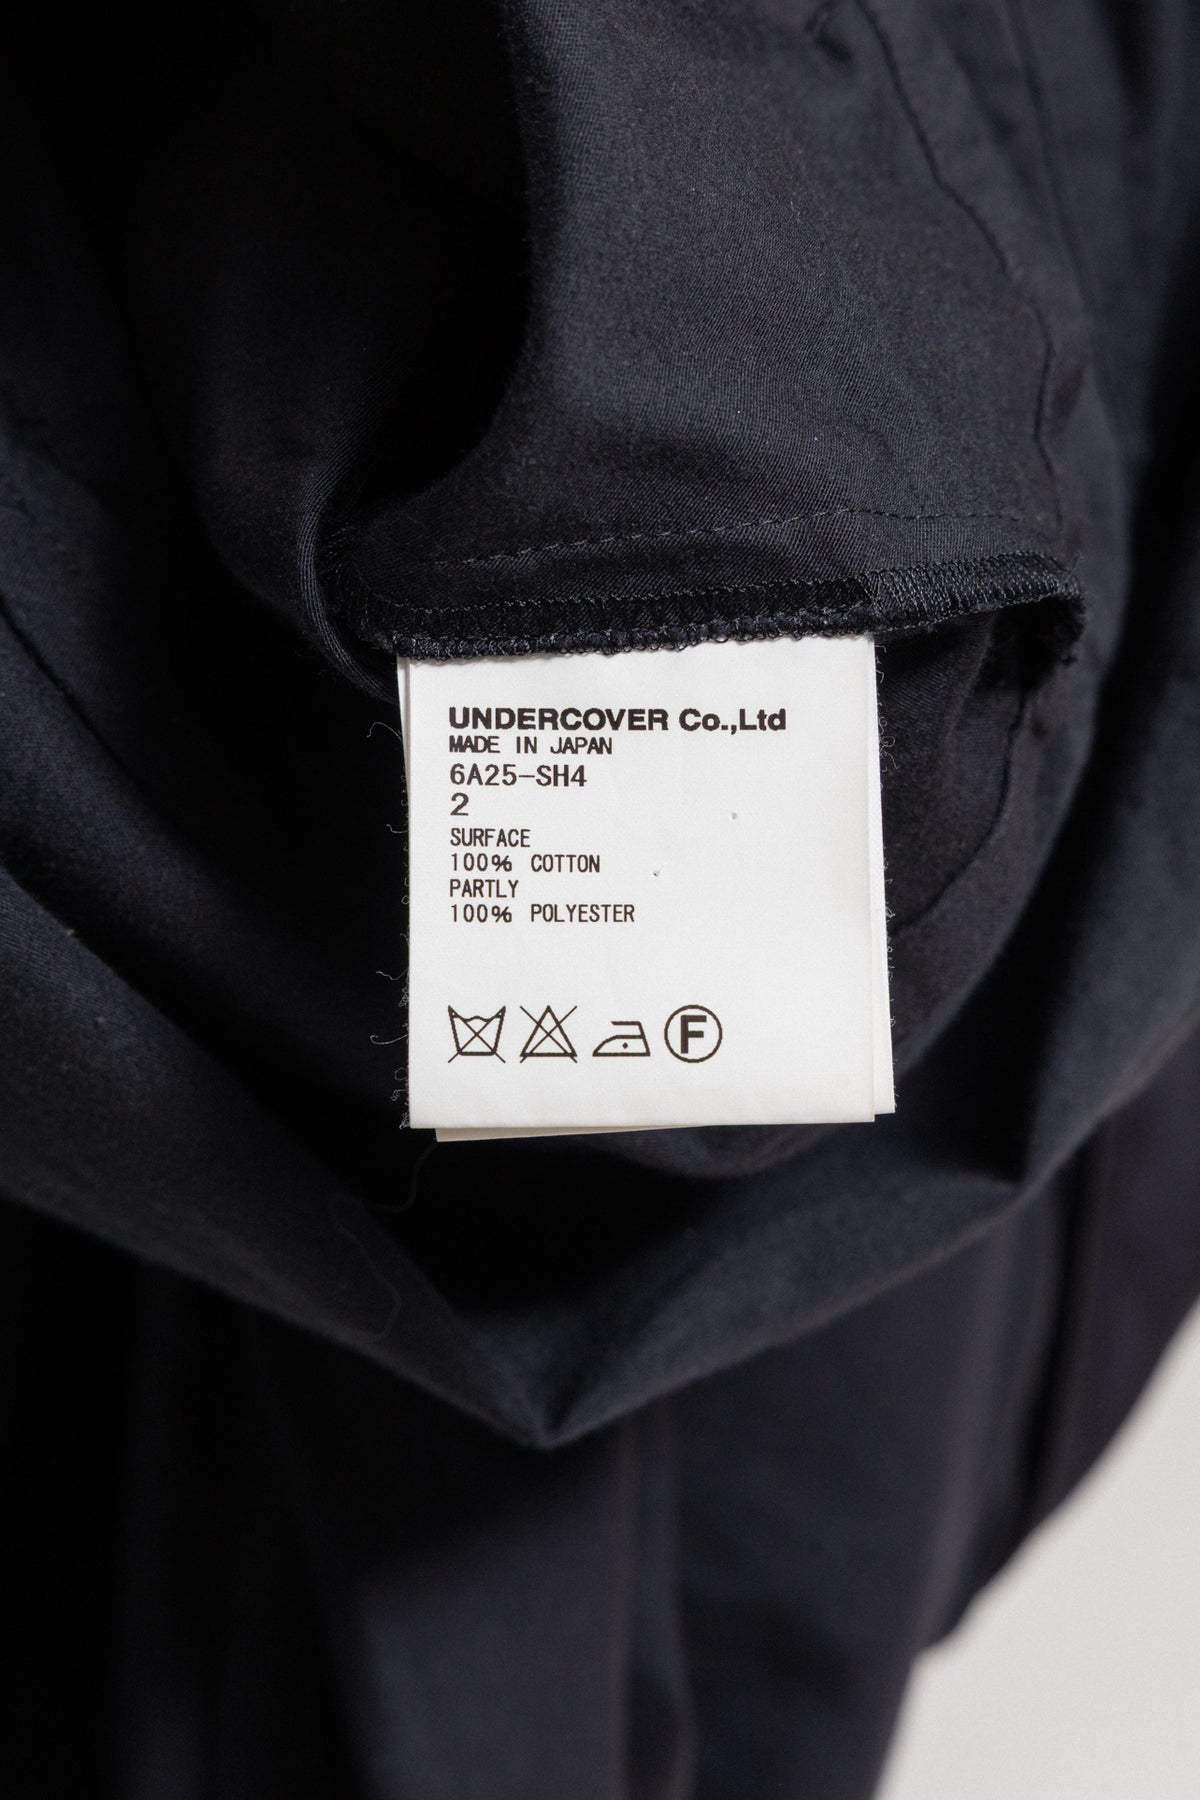 UNDERCOVER Co.,Ltd
MADE IN JAPAN
6A25-SH4
2
SURFACE
100% COTTON
PARTLY
100% POLYESTER
F